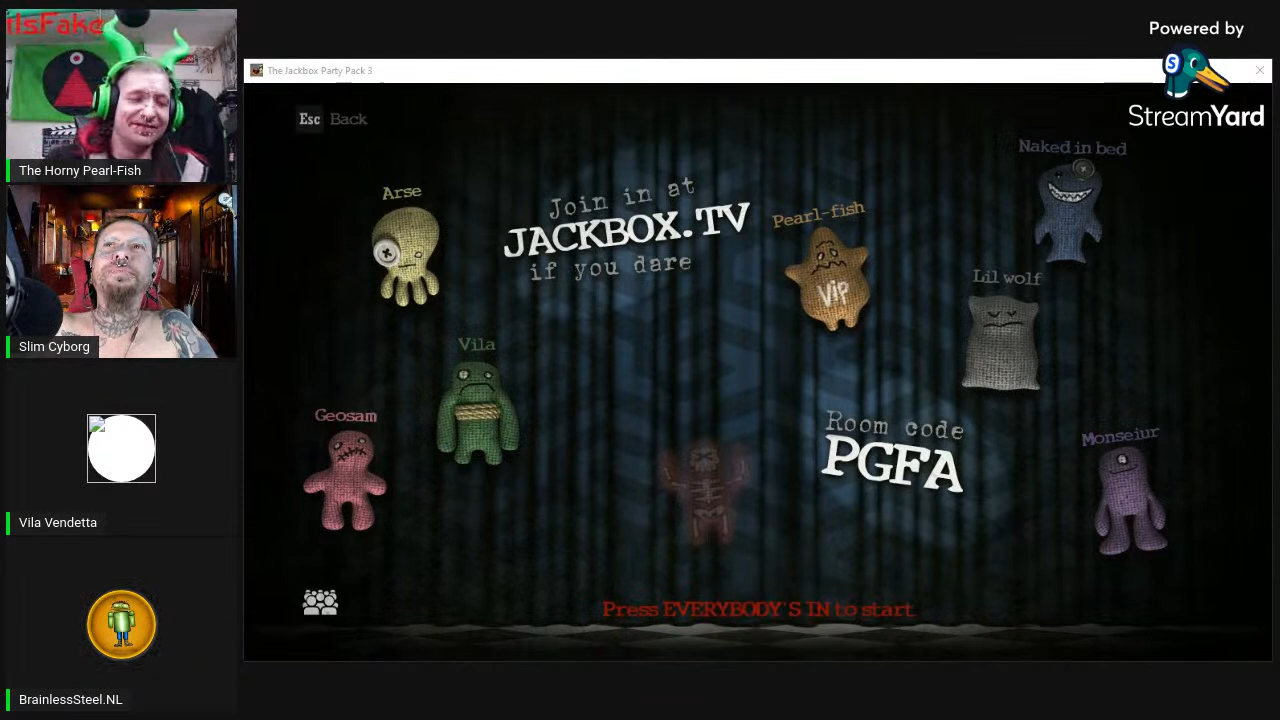 ilsFake
The Horny Pearl-Fish
Slim Cyborg
Vila Vendetta
BrainlessSteel.NL
Powered by
StreamYard
The Jackbox Party Pack 3
Esc Back
Naked in bed
Arse
Join in at
JACKBOX.TV
if you dare
Pearl-fish
VIP
Lil wolf
Vila
Geosam
Room code
PGFA
Monseiur
Press EVERYBODY'S IN to start